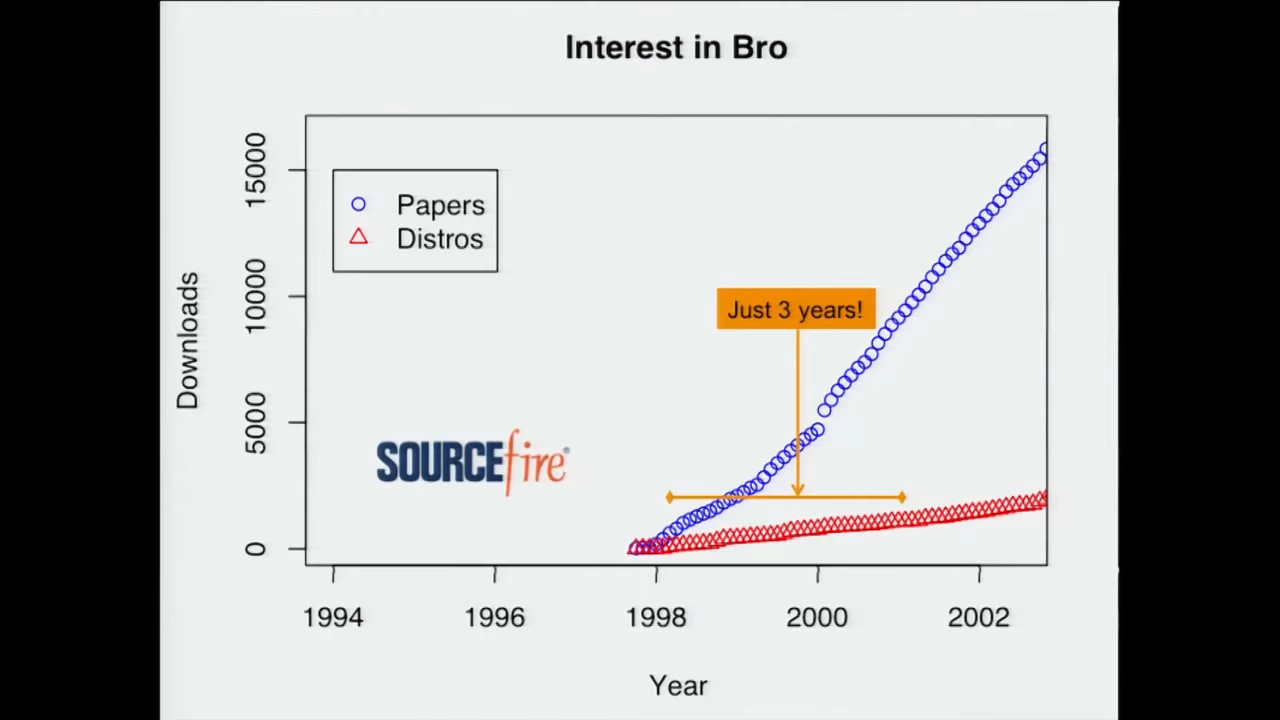 Interest in Bro
15000
10000
5000
0
Downloads
Papers
Distros
Just 3 years!
SOURCEfire®
1994 1996 1998 2000 2002
Year